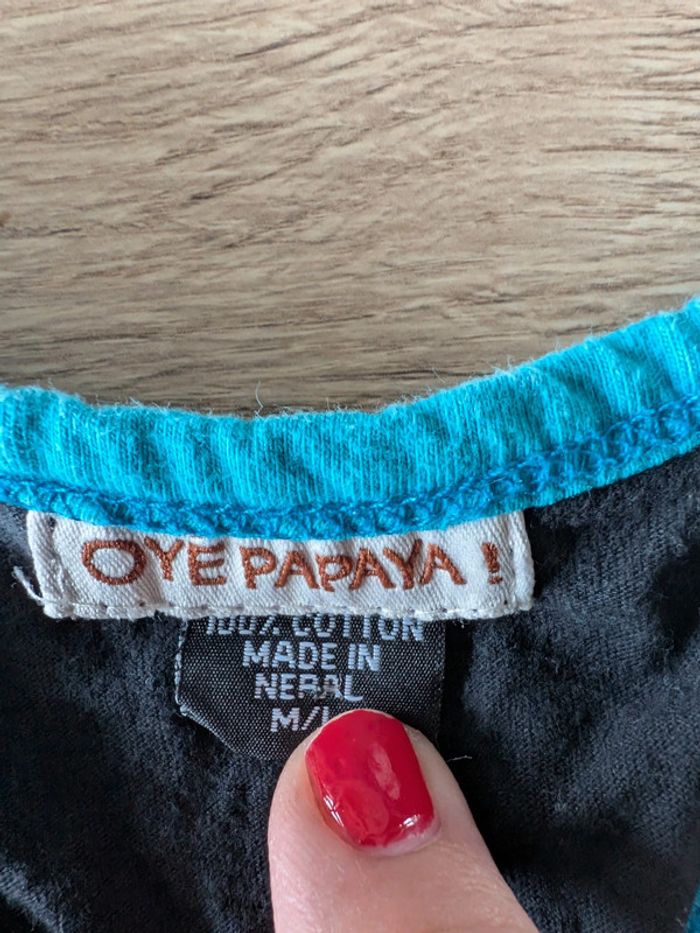 OYE PAPAYA !
100% COTTON
MADE IN
NEPAL
M/L